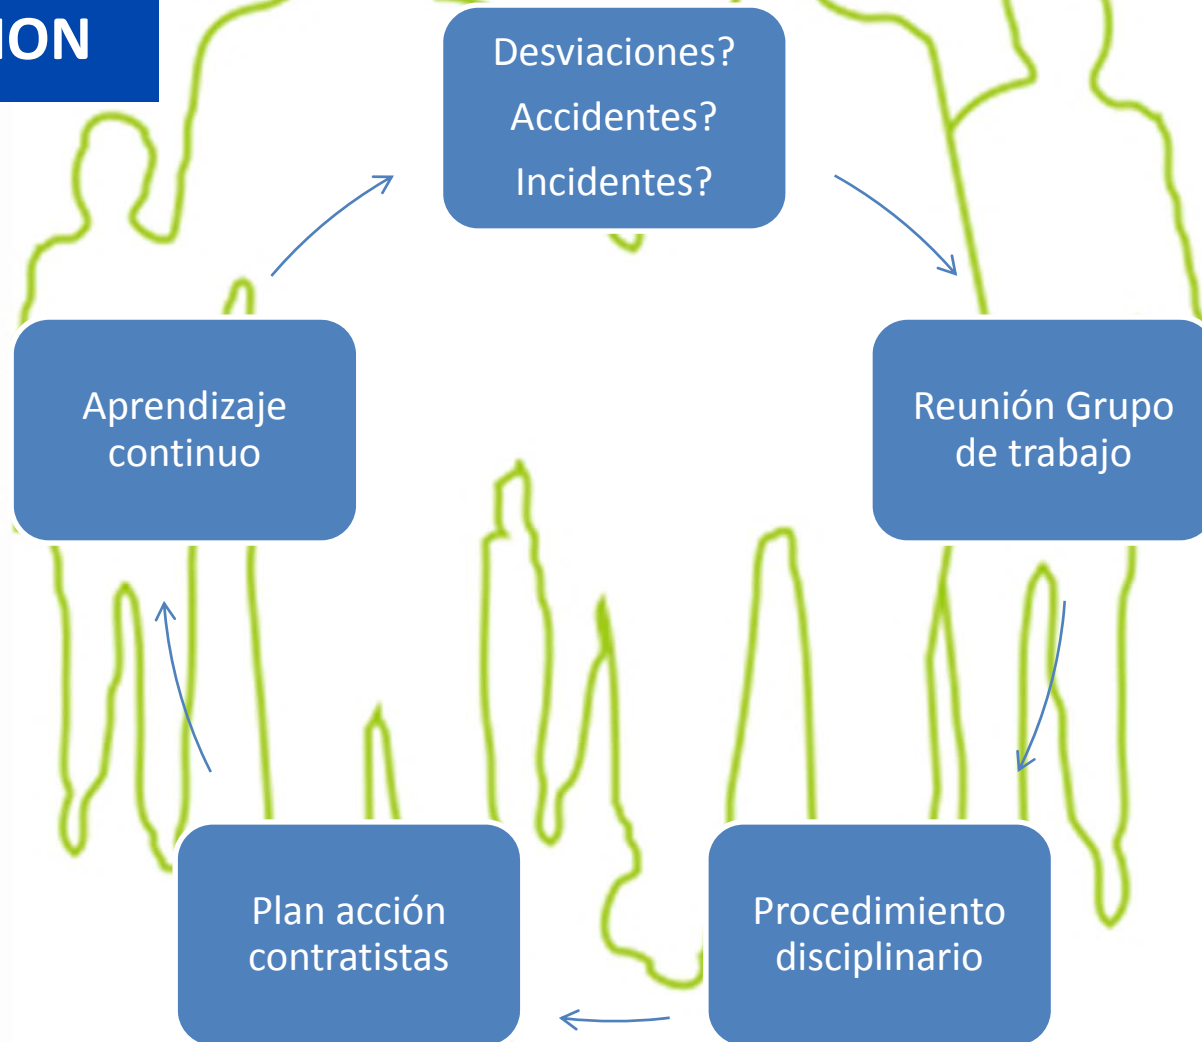 ION
Desviaciones?
Accidentes?
Incidentes?
Aprendizaje
continuo
Reunión Grupo
de trabajo
Plan acción
contratistas
Procedimiento
disciplinario